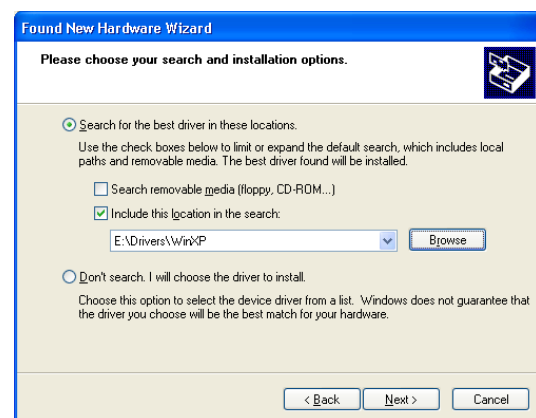 Found New Hardware Wizard
Please choose your search and installation options.
Search for the best driver in these locations.
Use the check boxes below to limit or expand the default search, which includes local
paths and removable media. The best driver found will be installed.
Search removable media (floppy, CD-ROM...)
Include this location in the search:
E:\Drivers\WinXP
Browse
Don't search. I will choose the driver to install.
Choose this option to select the device driver from a list. Windows does not guarantee that
the driver you choose will be the best match for your hardware.
< Back
Next >
Cancel